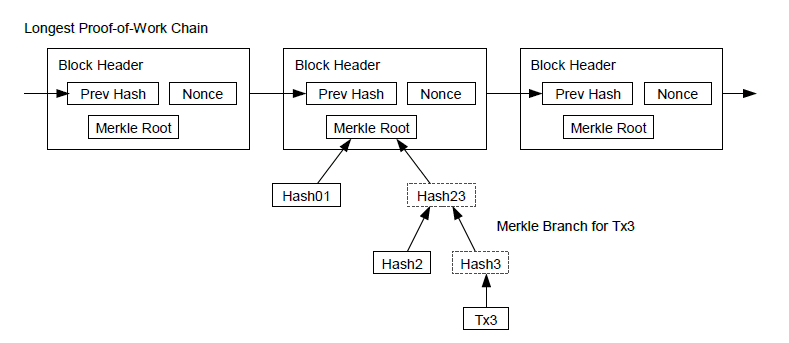 Longest Proof-of-Work Chain
Block Header
Prev Hash
Nonce
Merkle Root
Block Header
Prev Hash
Nonce
Merkle Root
Block Header
Prev Hash
Nonce
Merkle Root
Hash01
Hash23
Merkle Branch for Tx3
Hash2
Hash3
Tx3